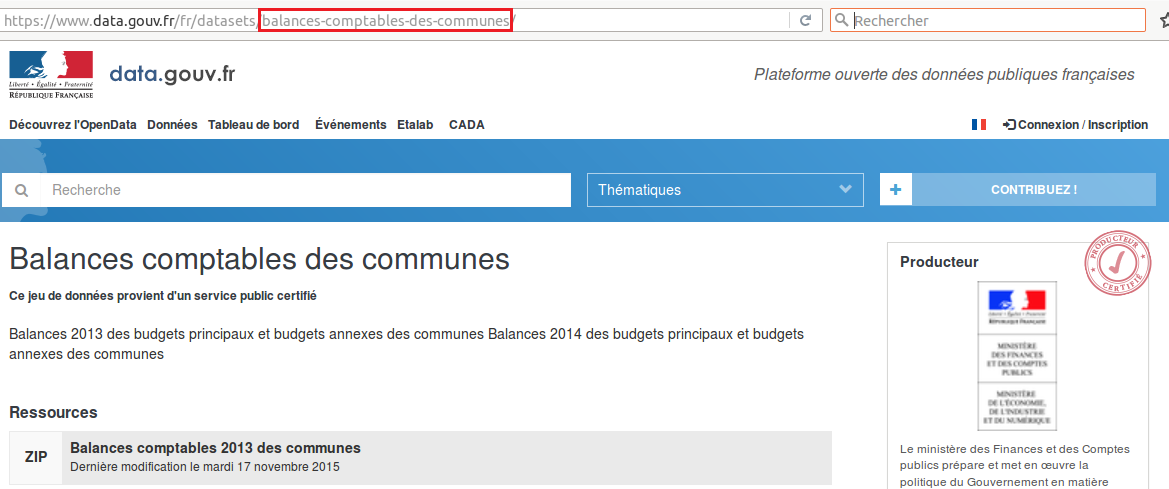 https://www.data.gouv.fr/fr/datasets/balances-comptables-des-communes/
Rechercher
Liberté • Égalité • Fraternité
RÉPUBLIQUE FRANÇAISE
data.gouv.fr
Plateforme ouverte des données publiques françaises
Découvrez l'OpenData Données Tableau de bord Événements Etalab CADA
Connexion / Inscription
Recherche
Thématiques
CONTRIBUEZ !
Balances comptables des communes
Ce jeu de données provient d'un service public certifié
Balances 2013 des budgets principaux et budgets annexes des communes Balances 2014 des budgets principaux et budgets
annexes des communes
Ressources
ZIP
Balances comptables 2013 des communes
Dernière modification le mardi 17 novembre 2015
Producteur
PRODUCTEUR
CERTIFIÉ
Liberté • Égalité • Fraternité
RÉPUBLIQUE FRANÇAISE
MINISTÈRE
DES FINANCES
ET DES COMPTES
PUBLICS
MINISTÈRE
DE L'ÉCONOMIE,
DE L'INDUSTRIE
ET DU NUMÉRIQUE
Le ministère des Finances et des Comptes
publics prépare et met en œuvre la
politique du Gouvernement en matière